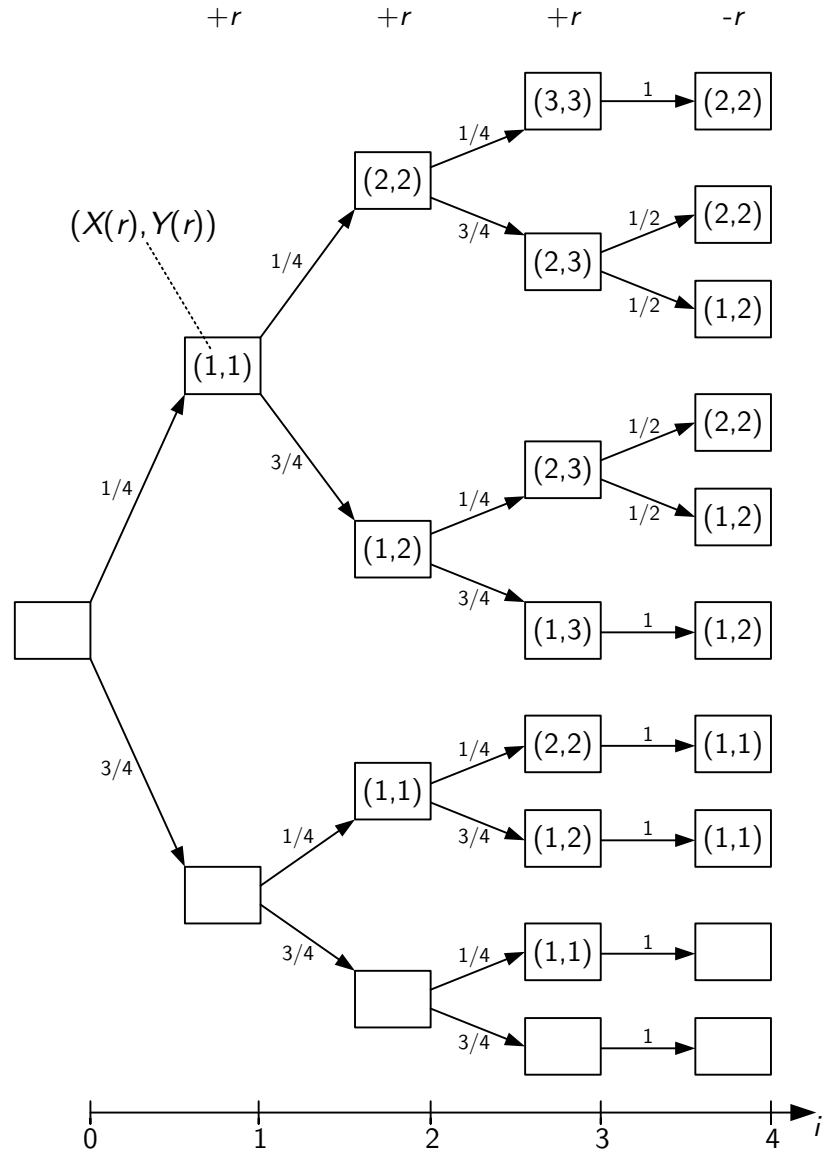 +r +r +r -r
(3,3) 1 (2,2)
1/4
(2,2)
3/4 1/2 (2,2)
(X(r), Y(r))
1/4 (2,3)
1/2 (1,2)
(1,1)
1/2 (2,2)
3/4 (2,3)
1/4 1/4 1/2 (1,2)
(1,2)
3/4 (1,3) 1 (1,2)
1/4 (2,2) 1 (1,1)
3/4 (1,1)
1/4 3/4 (1,2) 1 (1,1)
3/4 1/4 (1,1) 1
3/4 1
0 1 2 3 4 i